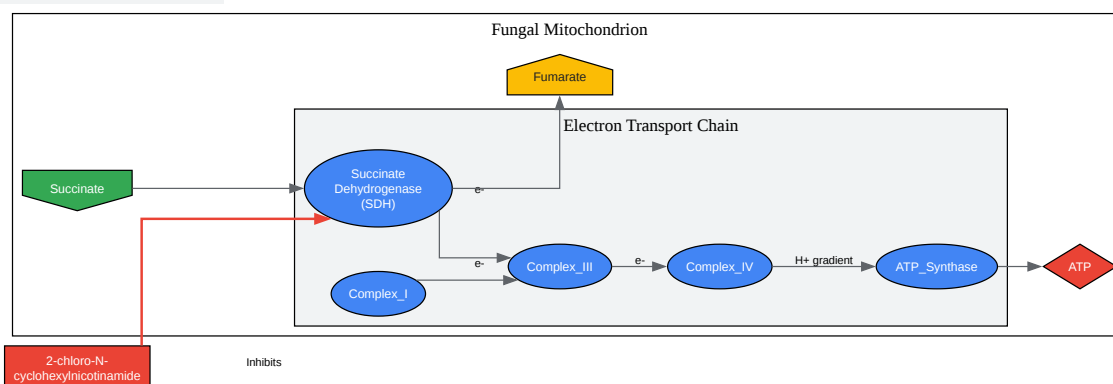 Fungal Mitochondrion
Fumarate
Electron Transport Chain
Succinate
Succinate
Dehydrogenase
(SDH)
e-
e-
Complex_III
e-
Complex_IV
H+ gradient
ATP_Synthase
ATP
Complex_I
2-chloro-N-
cyclohexylnicotinamide
Inhibits